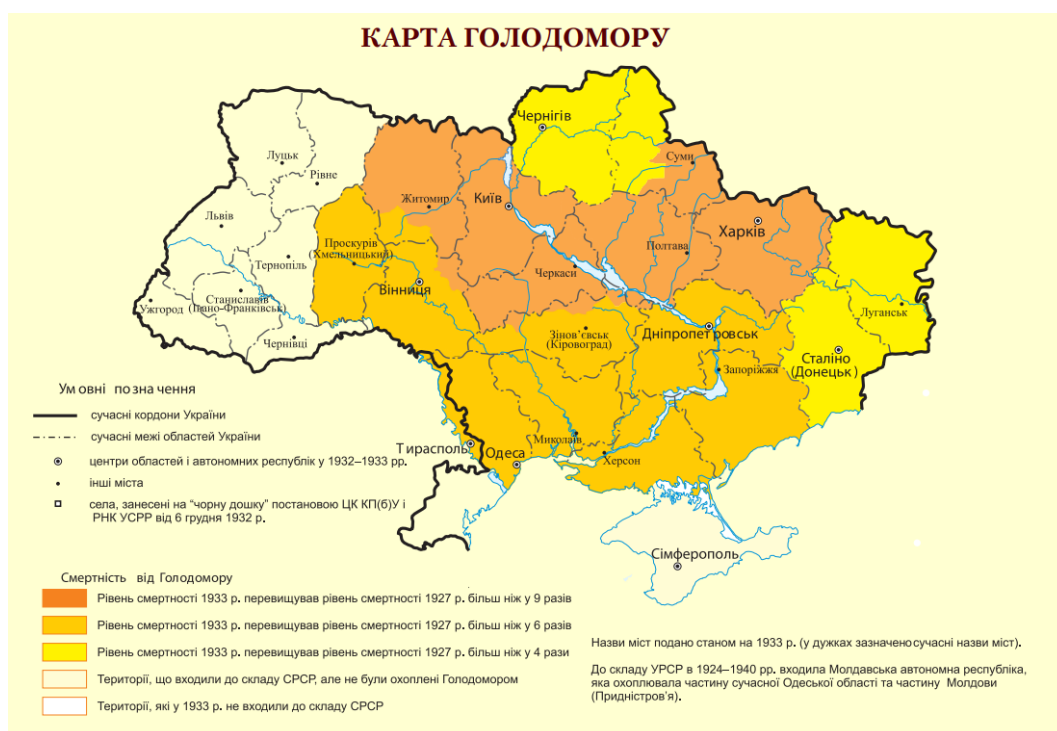 КАРТА ГОЛОДОМОРУ
Чернігів
Суми
Луцьк
Рівне
Житомир
Київ
Львів
Харків
Проскурів
(Хмельницький)
Полтава
Тернопіль
Черкаси
Вінниця
Станиславів
(Івано-Франківськ)
Ужгород
Луганськ
Зінов’євськ
(Кіровоград)
Дніпропетровськ
Чернівці
Сталіно
(Донецьк)
Запоріжжя
Миколаїв
Тирасполь
Одеса
Херсон
Сімферополь
Умовні позначення
сучасні кордони України
сучасні межі областей України
центри областей і автономних республік у 1932–1933 рр.
інші міста
села, занесені на “чорну дошку” постановою ЦК КП(б)У і
РНК УСРР від 6 грудня 1932 р.
Смертність від Голодомору
Рівень смертності 1933 р. перевищував рівень смертності 1927 р. більш ніж у 9 разів
Рівень смертності 1933 р. перевищував рівень смертності 1927 р. більш ніж у 6 разів
Рівень смертності 1933 р. перевищував рівень смертності 1927 р. більш ніж у 4 рази
Території, що входили до складу СРСР, але не були охоплені Голодомором
Території, які у 1933 р. не входили до складу СРСР
Назви міст подано станом на 1933 р. (у дужках зазначено сучасні назви міст).
До складу УРСР в 1924–1940 рр. входила Молдавська автономна республіка,
яка охоплювала частину сучасної Одеської області та частину Молдови
(Придністров’я).